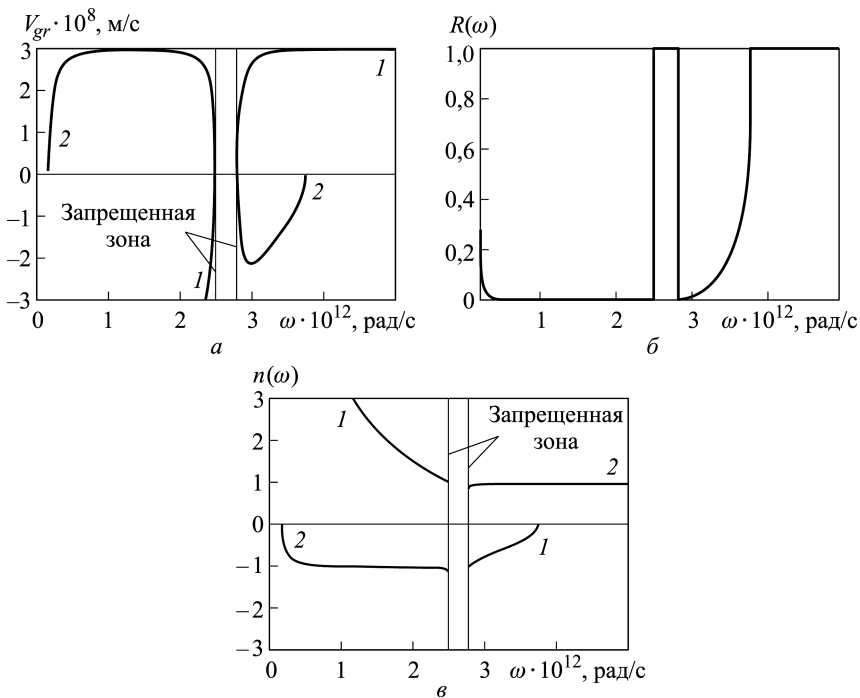 V_gr · 10^8, м/с
3
2
1
0
−1
−2
−3
2
1
Запрещенная
зона
2
1
0 1 2 3 ω · 10^12, рад/с
а
R(ω)
1,0
0,8
0,6
0,4
0,2
0
1 2 3 ω · 10^12, рад/с
б
n(ω)
3
2
1
0
−1
−2
−3
1
Запрещенная
зона
2
2
1
0 1 2 3 ω · 10^12, рад/с
в